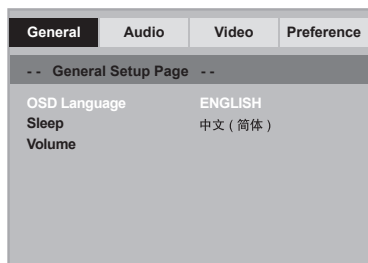 General Audio Video Preference
- - General Setup Page - -
OSD Language ENGLISH
Sleep 中文 ( 简体 )
Volume